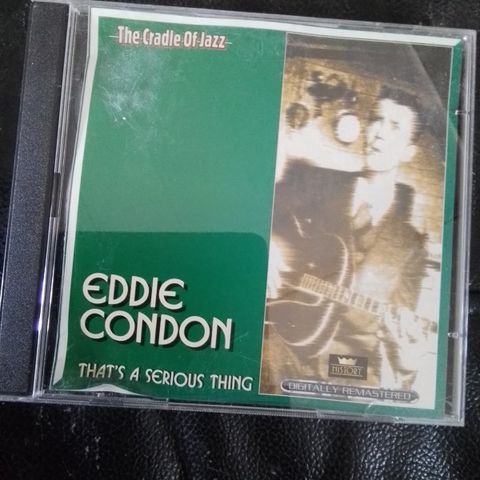 The Cradle Of Jazz
EDDIE
CONDON
THAT'S A SERIOUS THING
HISTORY
DIGITALLY REMASTERED